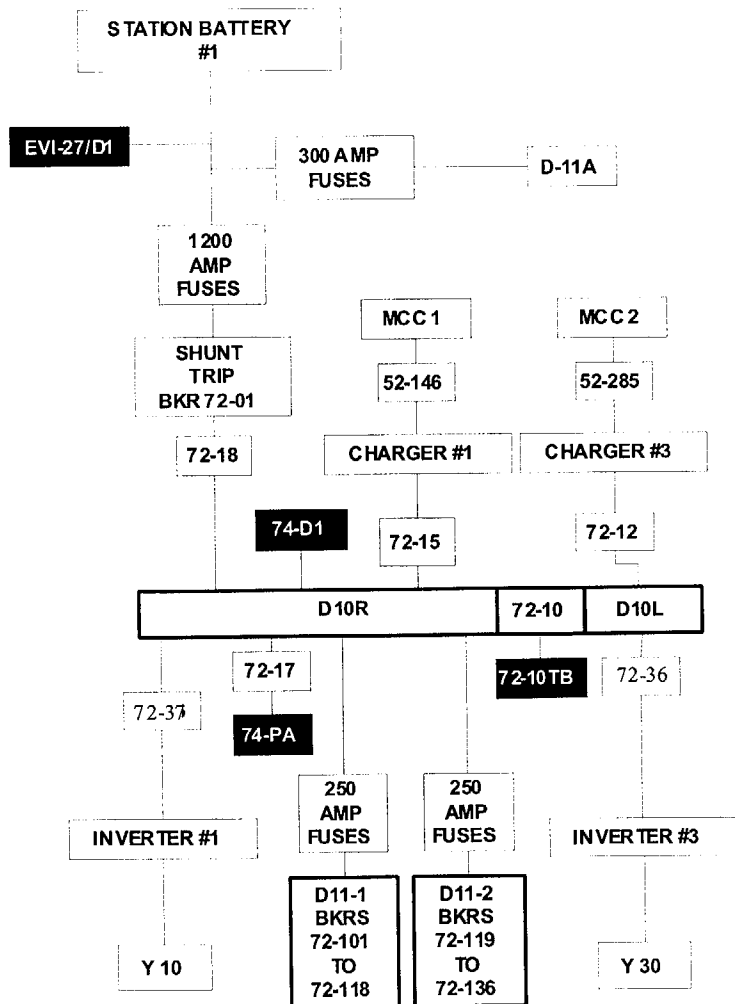 STATION BATTERY
#1
EVI-27/D1
300 AMP
FUSES
D-11A
1200
AMP
FUSES
MCC 1
MCC 2
SHUNT
TRIP
BKR 72-01
52-146
52-285
72-18
CHARGER #1
CHARGER #3
74-D1
72-15
72-12
D10R
72-10
D10L
72-17
72-10TB
72-36
72-37
74-PA
250
AMP
FUSES
250
AMP
FUSES
INVERTER #1
INVERTER #3
D11-1
BKRS
72-101
TO
72-118
D11-2
BKRS
72-119
TO
72-136
Y 10
Y 30